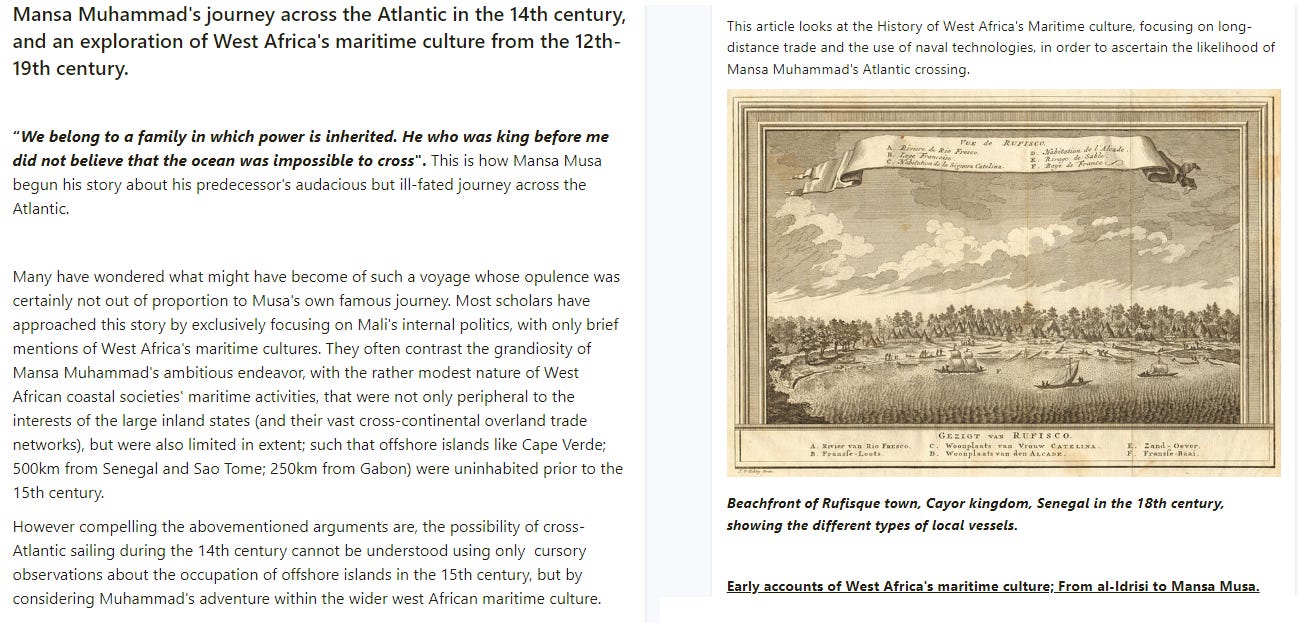 Mansa Muhammad's journey across the Atlantic in the 14th century,
and an exploration of West Africa's maritime culture from the 12th-
19th century.
"We belong to a family in which power is inherited. He who was king before me
did not believe that the ocean was impossible to cross". This is how Mansa Musa
begun his story about his predecessor's audacious but ill-fated journey across the
Atlantic.
Many have wondered what might have become of such a voyage whose opulence was
certainly not out of proportion to Musa's own famous journey. Most scholars have
approached this story by exclusively focusing on Mali's internal politics, with only brief
mentions of West Africa's maritime cultures. They often contrast the grandiosity of
Mansa Muhammad's ambitious endeavor, with the rather modest nature of West
African coastal societies' maritime activities, that were not only peripheral to the
interests of the large inland states (and their vast cross-continental overland trade
networks), but were also limited in extent; such that offshore islands like Cape Verde;
500km from Senegal and Sao Tome; 250km from Gabon) were uninhabited prior to the
15th century.
However compelling the abovementioned arguments are, the possibility of cross-
Atlantic sailing during the 14th century cannot be understood using only cursory
observations about the occupation of offshore islands in the 15th century, but by
considering Muhammad's adventure within the wider west African maritime culture.
This article looks at the History of West Africa's Maritime culture, focusing on long-
distance trade and the use of naval technologies, in order to ascertain the likelihood of
Mansa Muhammad's Atlantic crossing.
VUE de RUFISCO.
A. Riviere de Rio Fresco. D. Habitation de l'Alcade.
B. Loge Francoise. E. Rivage de Sable.
C. Habitation de la Signora Catelina. F. Baye de France
GEZIGT VAN RUFISCO.
A. Rivier van Rio Fresco. C. Woonplaats van Vrouw CATELINA. E. Zand-Oever.
B. Fransse-Loots. D. Woonplaats van den ALCADE. F. Fransse-Baai.
Beachfront of Rufisque town, Cayor kingdom, Senegal in the 18th century,
showing the different types of local vessels.
Early accounts of West Africa's maritime culture; From al-Idrisi to Mansa Musa.